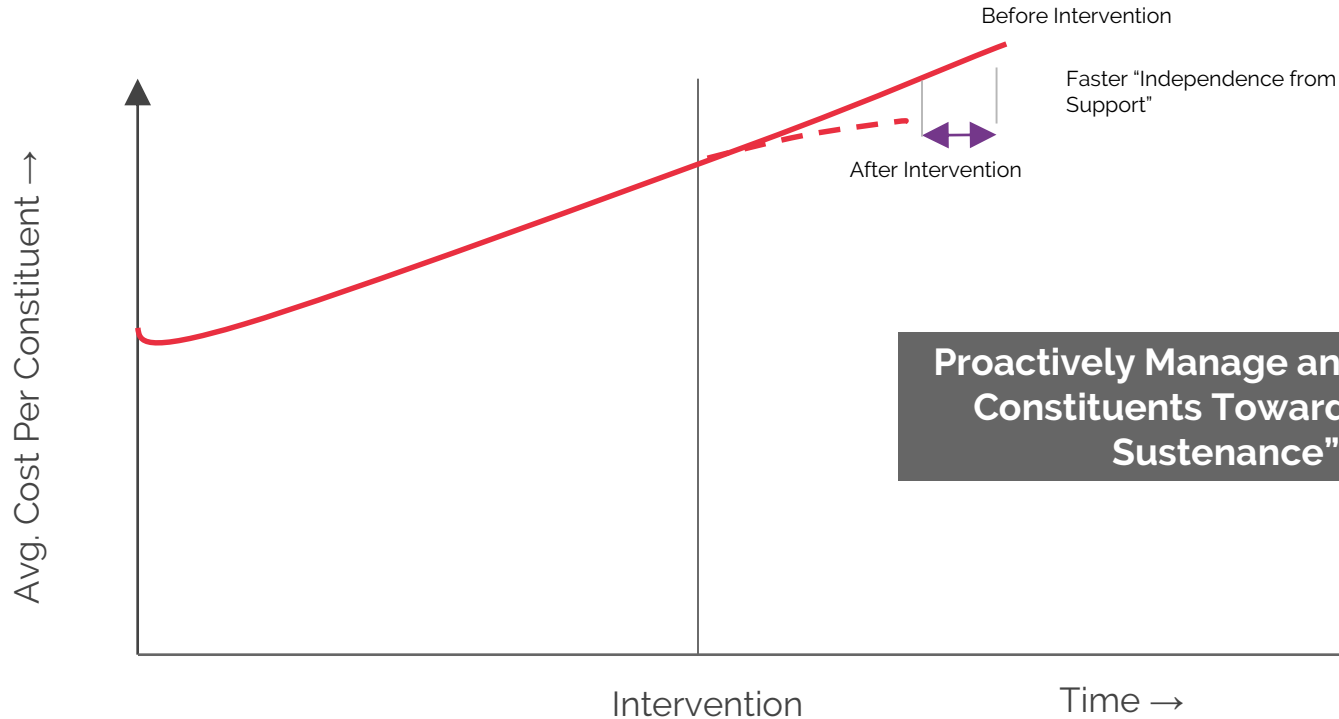 Before Intervention
Faster “Independence from
Support”
After Intervention
Avg. Cost Per Constituent →
Proactively Manage an
Constituents Toward
Sustenance”
Intervention
Time →